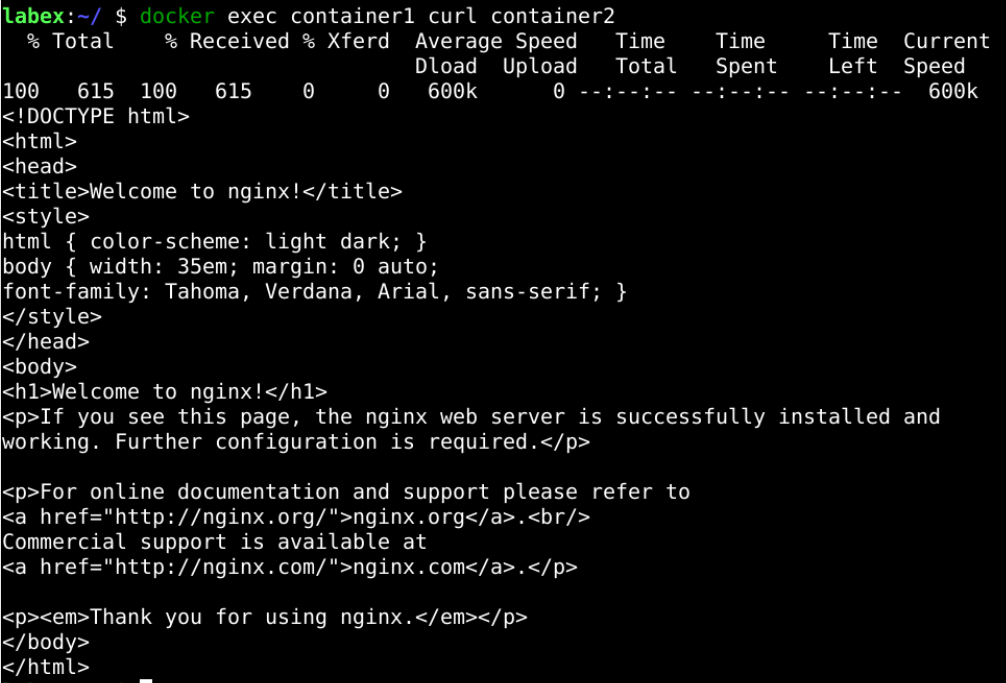 labex:~/ $ docker exec container1 curl container2
  % Total    % Received % Xferd  Average Speed   Time    Time     Time  Current
                                 Dload  Upload   Total   Spent    Left  Speed
100   615  100   615    0     0   600k      0 --:--:-- --:--:-- --:--:--  600k
<!DOCTYPE html>
<html>
<head>
<title>Welcome to nginx!</title>
<style>
html { color-scheme: light dark; }
body { width: 35em; margin: 0 auto;
font-family: Tahoma, Verdana, Arial, sans-serif; }
</style>
</head>
<body>
<h1>Welcome to nginx!</h1>
<p>If you see this page, the nginx web server is successfully installed and
working. Further configuration is required.</p>

<p>For online documentation and support please refer to
<a href="http://nginx.org/">nginx.org</a>.<br/>
Commercial support is available at
<a href="http://nginx.com/">nginx.com</a>.</p>

<p><em>Thank you for using nginx.</em></p>
</body>
</html>